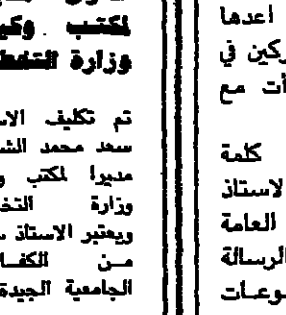 اعدها
ركين في
أت مع
كلمة
لاستاذ
العامة
الرسالة
وعات
لمكتب وكي
وزارة التخط
تم تكليف الاس
سعد محمد الش
مديرا لمكتب و
وزارة التخ
ويعتبر الاستاذ س
من الكفا
الجامعية الجيدة